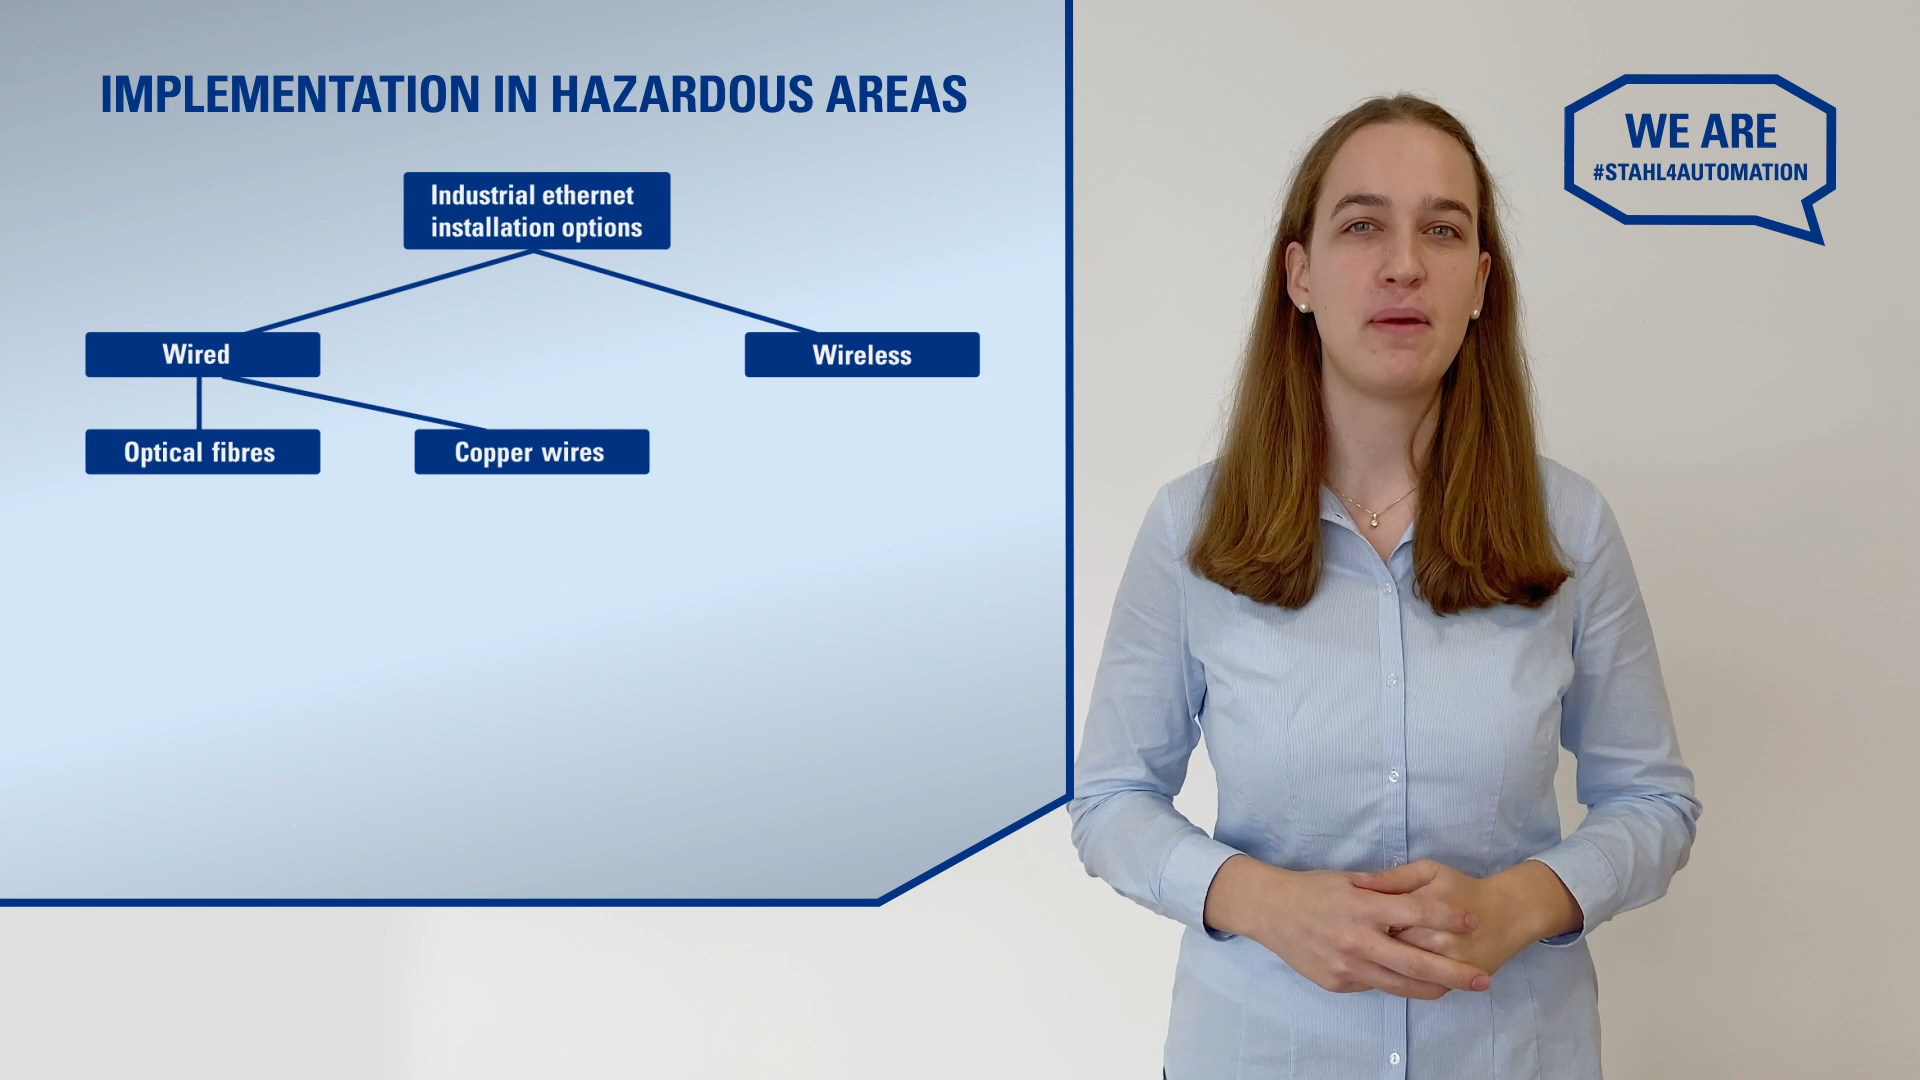 IMPLEMENTATION IN HAZARDOUS AREAS
Industrial ethernet
installation options
Wired
Wireless
Optical fibres
Copper wires
WE ARE
#STAHL4AUTOMATION